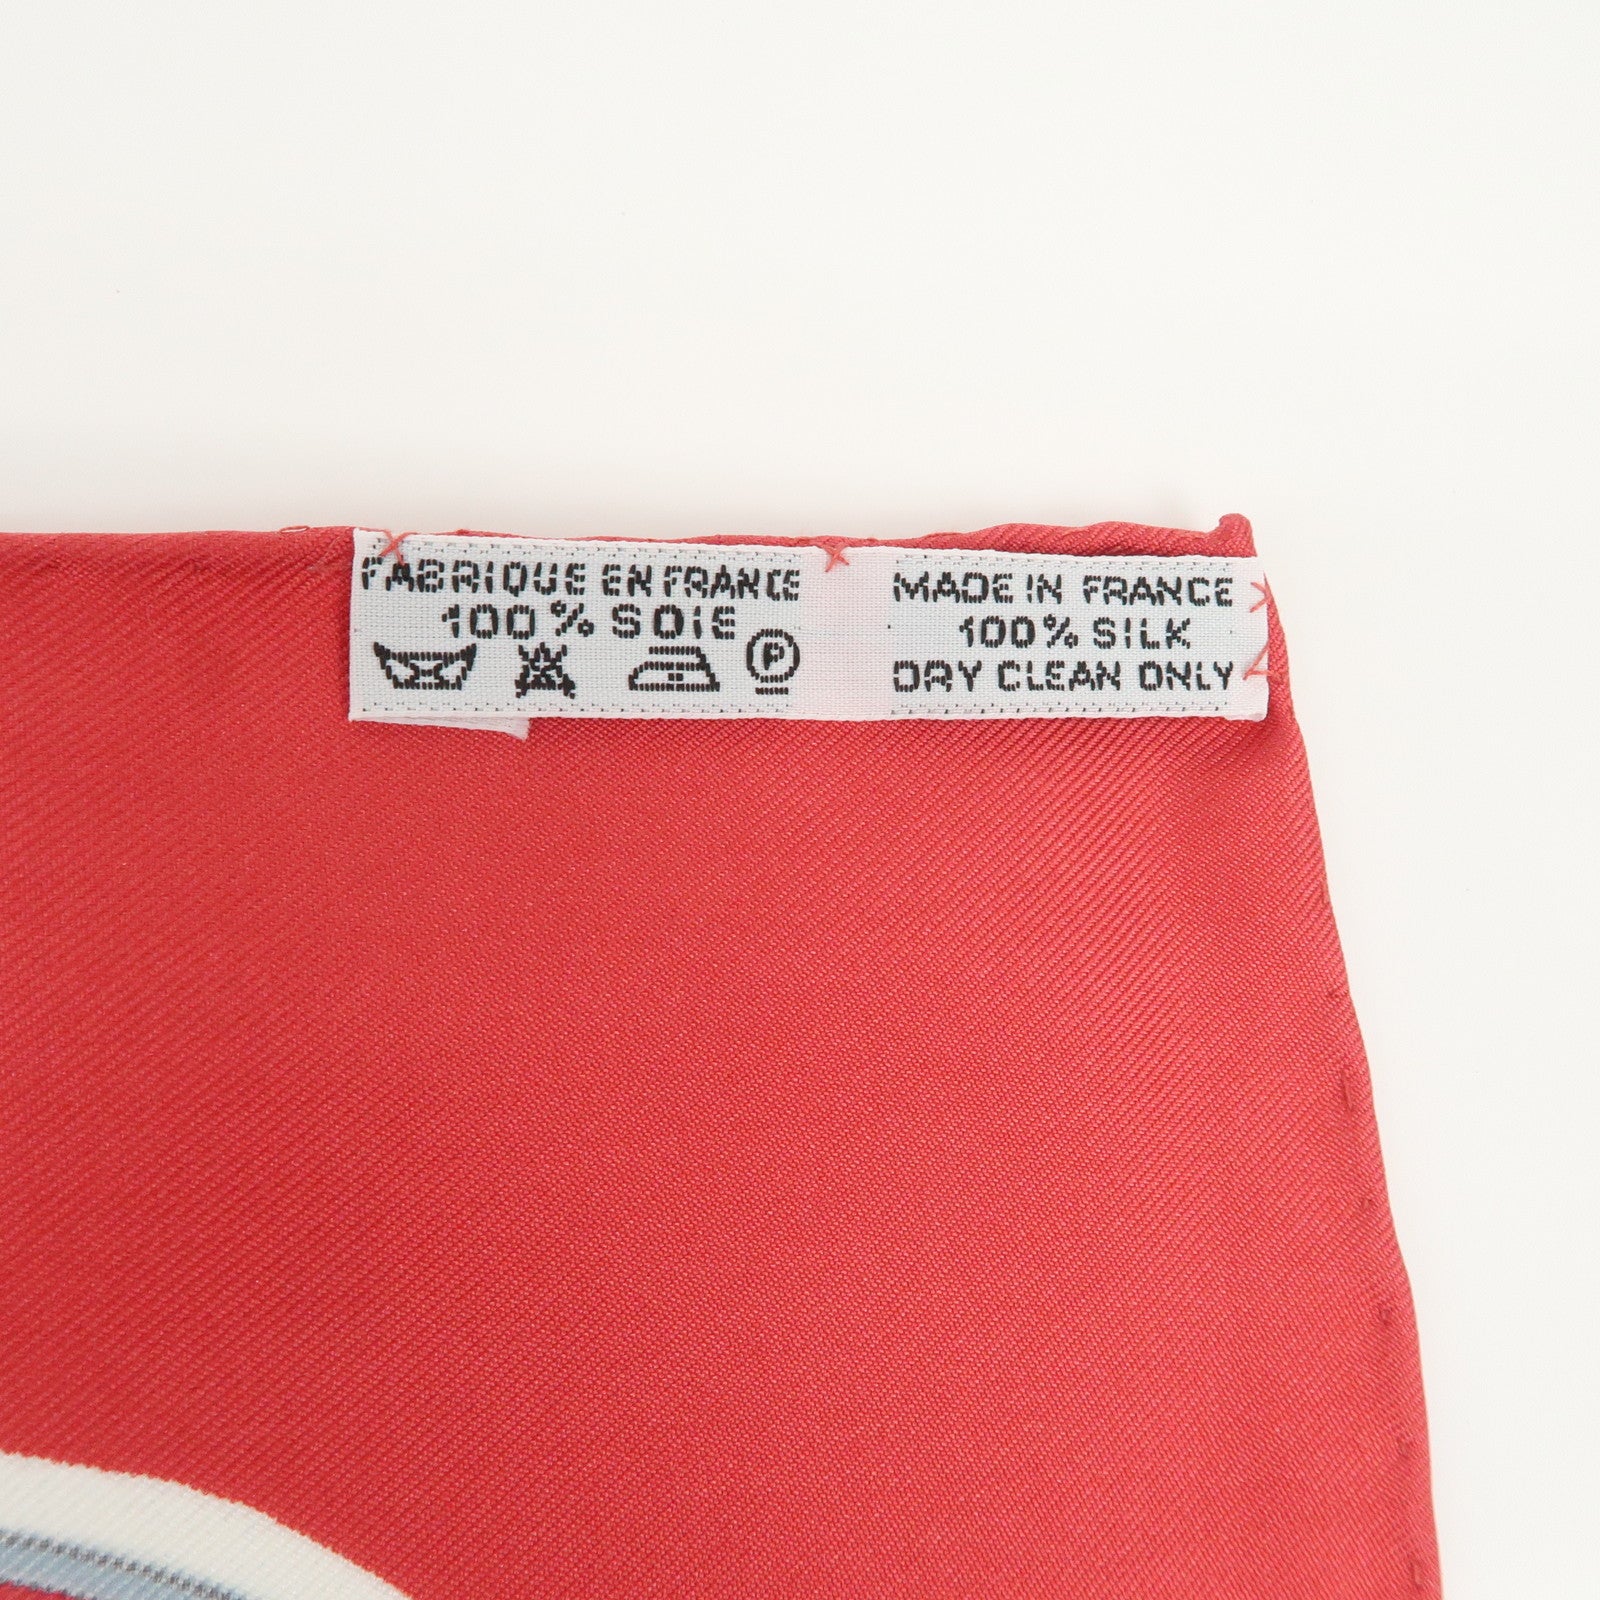 FABRIQUE EN FRANCE
100% SOIE
P
MADE IN FRANCE
100% SILK
DRY CLEAN ONLY